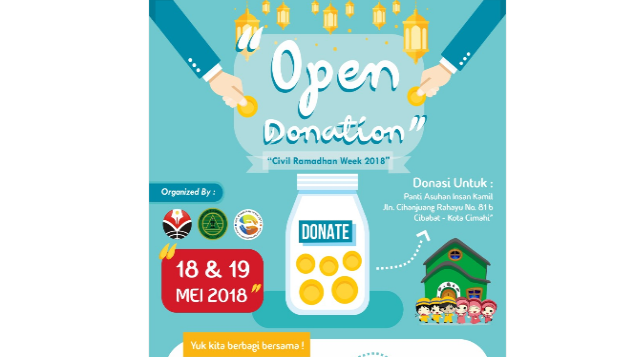 "Open
Donation"
"Civil Ramadhan Week 2018"
Organized By :
Donasi Untuk :
Panti Asuhan Insan Kamil
Jln. Cihanjuang Rahayu No. 81 b
Cibabat - Kota Cimahi"
DONATE
"18 & 19
MEI 2018"
Yuk kita berbagi bersama !